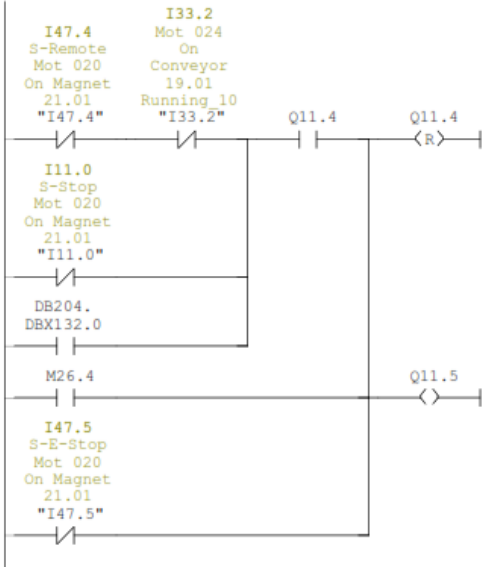 I47.4
S-Remote
Mot 020
On Magnet
21.01
"I47.4"
I33.2
Mot 024
On
Conveyor
19.01
Running_10
"I33.2"
Q11.4
Q11.4
R
I11.0
S-Stop
Mot 020
On Magnet
21.01
"I11.0"
DB204.
DBX132.0
M26.4
Q11.5
I47.5
S-E-Stop
Mot 020
On Magnet
21.01
"I47.5"